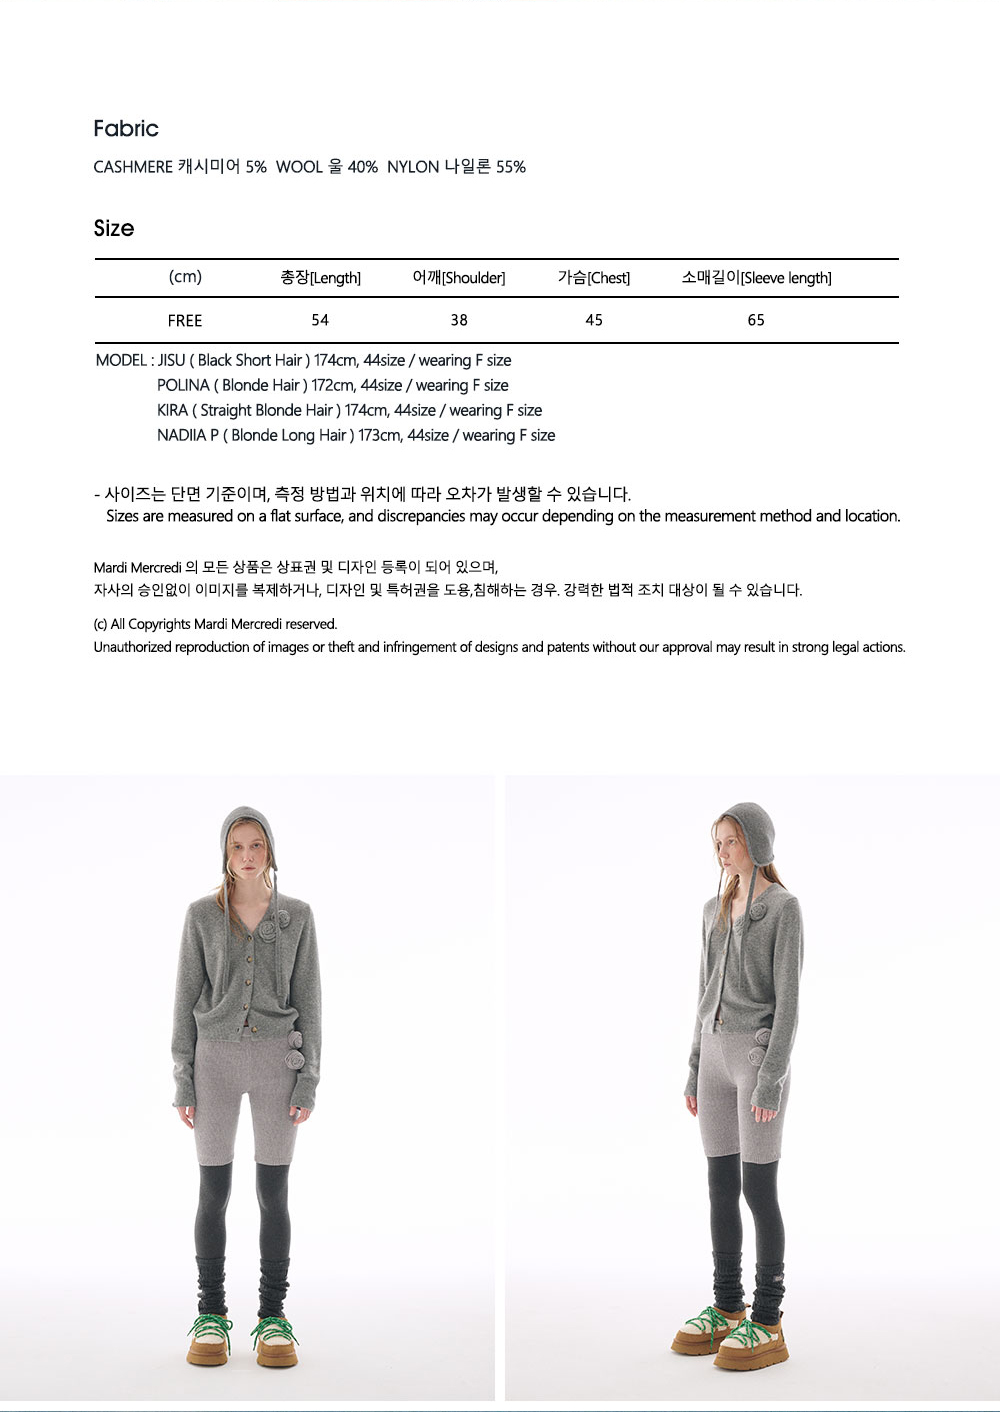 Fabric
CASHMERE 캐시미어 5% WOOL 울 40% NYLON 나일론 55%
Size
(cm) 총장[Length] 어깨[Shoulder] 가슴[Chest] 소매길이[Sleeve length]
FREE 54 38 45 65
MODEL : JISU ( Black Short Hair ) 174cm, 44size / wearing F size
POLINA ( Blonde Hair ) 172cm, 44size / wearing F size
KIRA ( Straight Blonde Hair ) 174cm, 44size / wearing F size
NADIIA P ( Blonde Long Hair ) 173cm, 44size / wearing F size
- 사이즈는 단면 기준이며, 측정 방법과 위치에 따라 오차가 발생할 수 있습니다.
Sizes are measured on a flat surface, and discrepancies may occur depending on the measurement method and location.
Mardi Mercredi 의 모든 상품은 상표권 및 디자인 등록이 되어 있으며,
자사의 승인없이 이미지를 복제하거나, 디자인 및 특허권을 도용,침해하는 경우. 강력한 법적 조치 대상이 될 수 있습니다.
(c) All Copyrights Mardi Mercredi reserved.
Unauthorized reproduction of images or theft and infringement of designs and patents without our approval may result in strong legal actions.